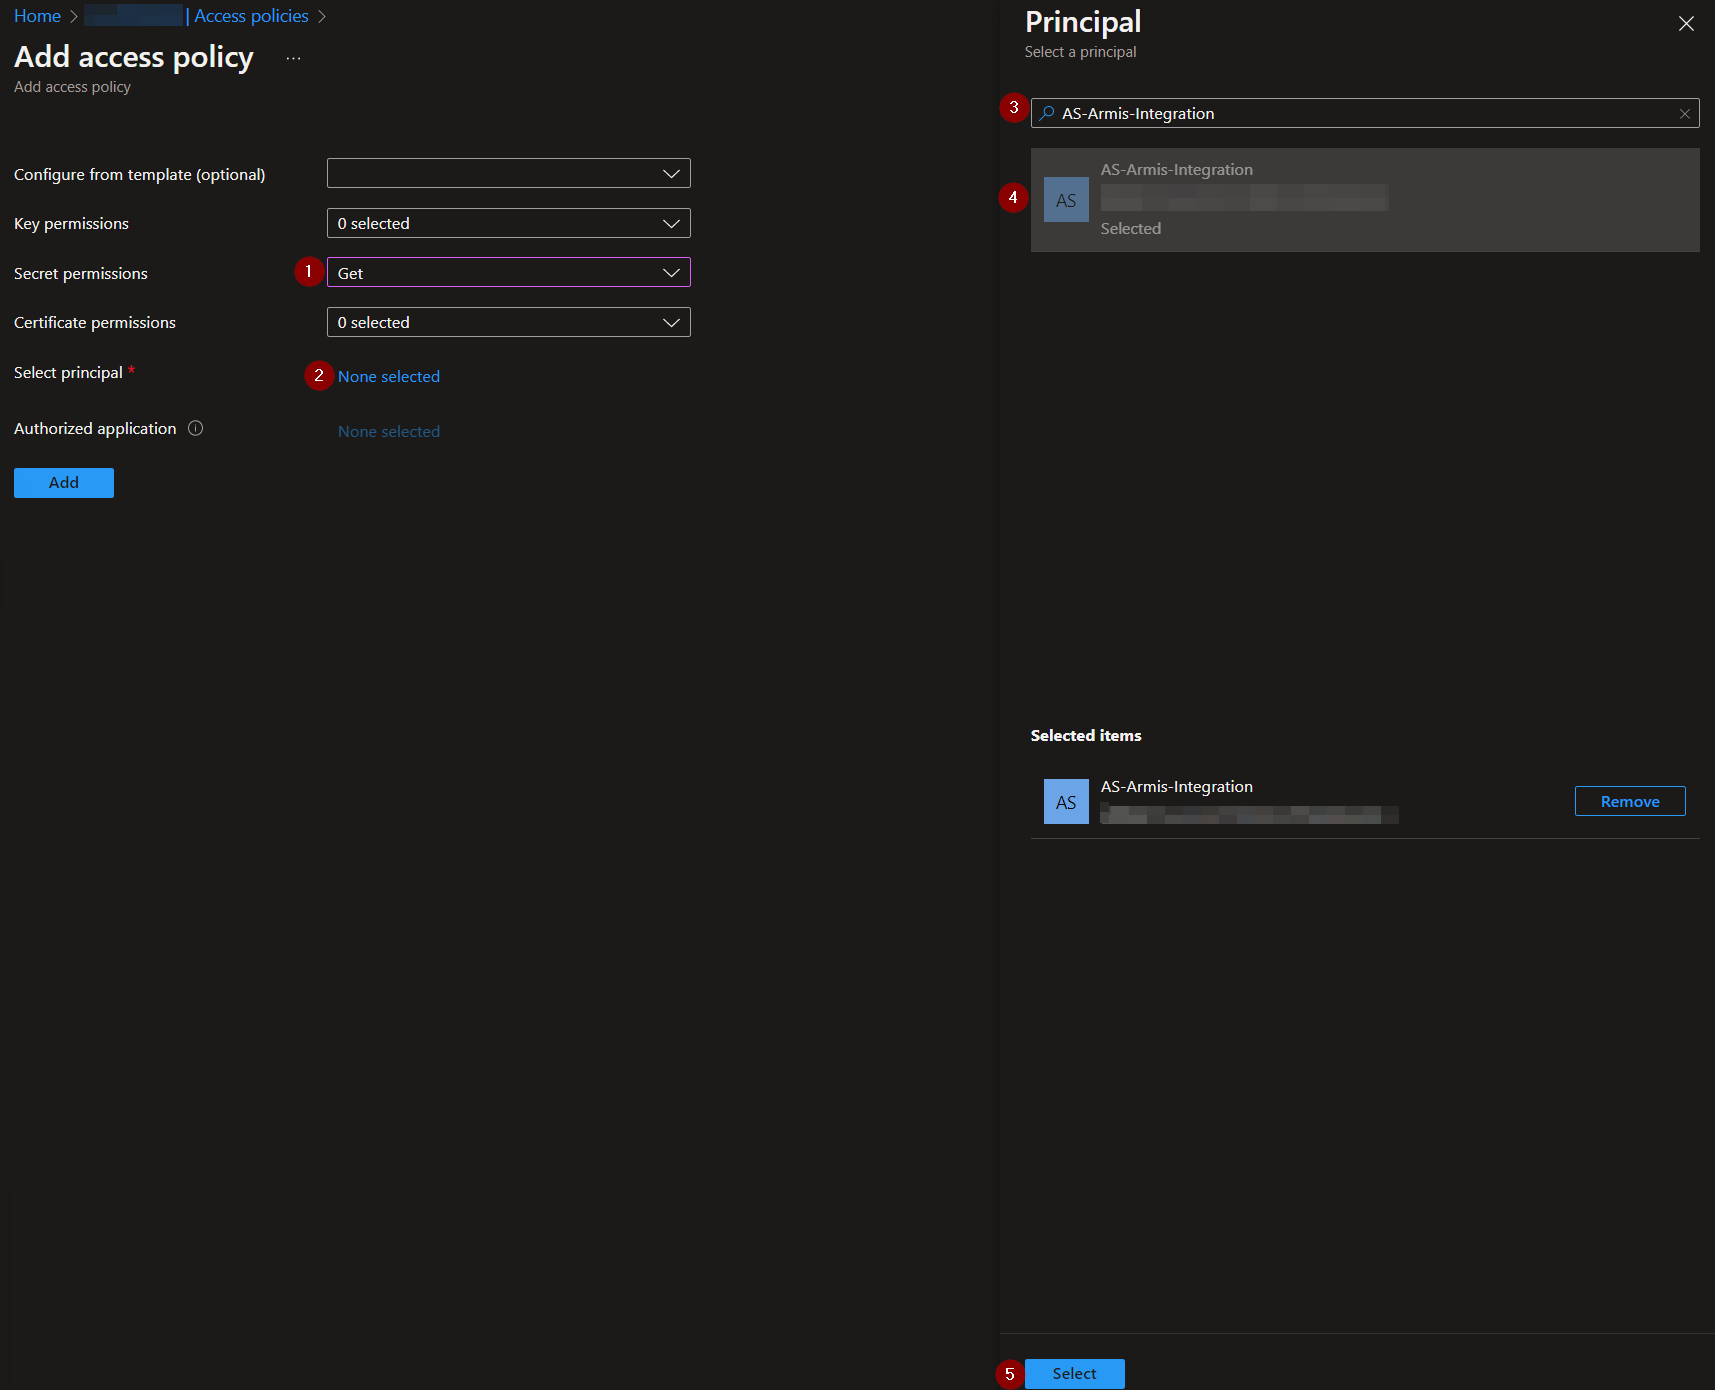 Home > | Access policies >
Add access policy ...
Add access policy
Configure from template (optional)
Key permissions
0 selected
Secret permissions
1
Get
Certificate permissions
0 selected
Select principal *
2
None selected
Authorized application
None selected
Add
Principal
Select a principal
3
AS-Armis-Integration
4
AS
AS-Armis-Integration
Selected
Selected items
AS
AS-Armis-Integration
Remove
5
Select